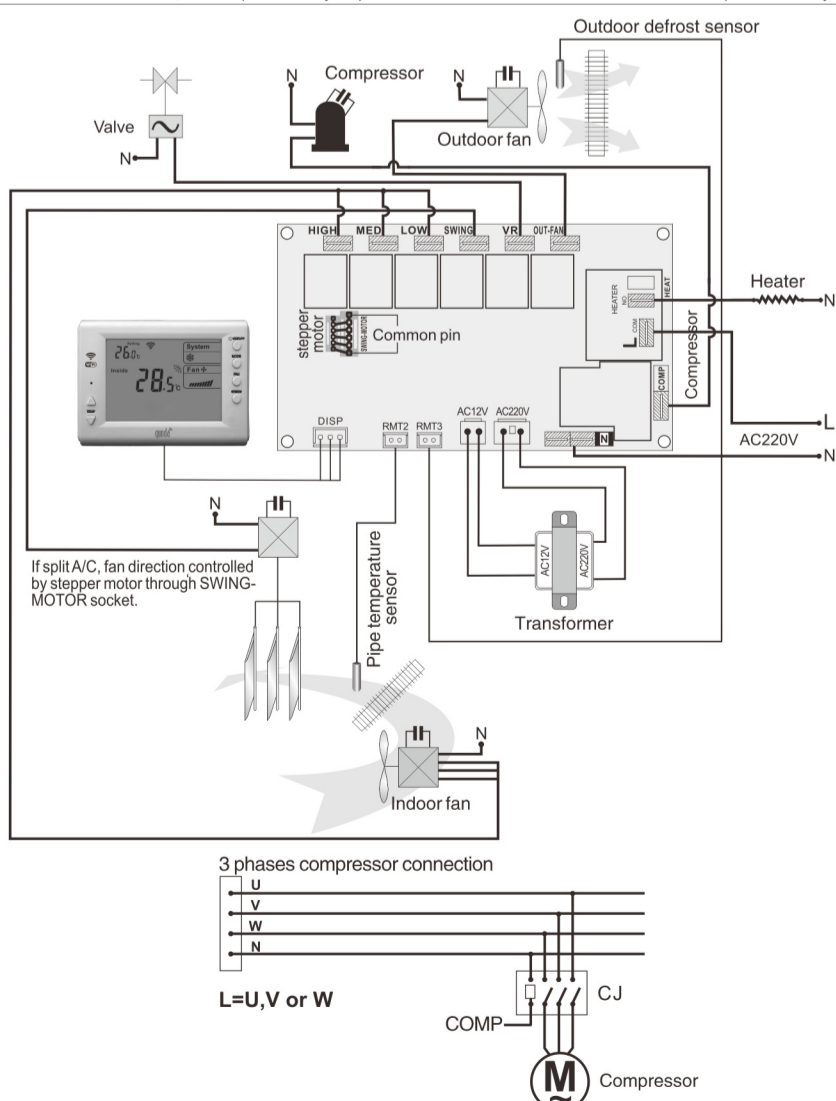 Outdoor defrost sensor
N
Compressor
N
Valve
Outdoor fan
N
HIGH
MED
LOW
SWING
VR
OUT-FAN
HEATER
NO
HEAT
Heater
N
stepper
motor
SWING-MOTOR
Common pin
COM
L
Compressor
COMP
System
26.0
Inside
28.5
Fan
DISP
RMT2
RMT3
AC12V
AC220V
N
L
AC220V
N
N
If split A/C, fan direction controlled
by stepper motor through SWING-
MOTOR socket.
Pipe temperature
sensor
AC12V
AC220V
Transformer
N
Indoor fan
3 phases compressor connection
U
V
W
N
L=U,V or W
CJ
COMP
M
~
Compressor